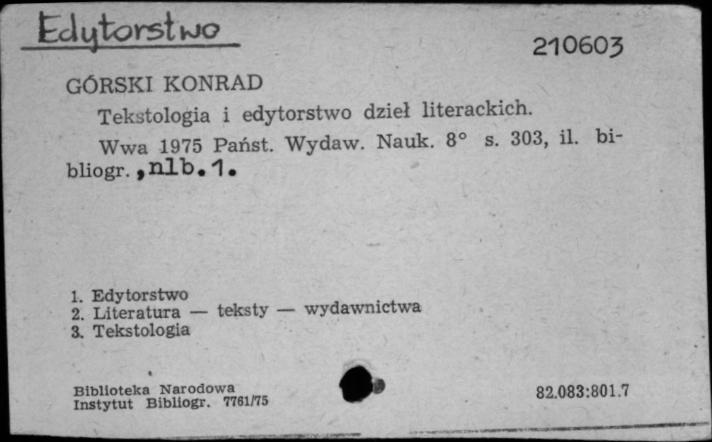 Edytorstwo
210603
GÓRSKI KONRAD
Tekstologia i edytorstwo dzieł literackich.
Wwa 1975 Państ. Wydaw. Nauk. 8° s. 303, il. bi-
bliogr. , nlb. 1.
1. Edytorstwo
2. Literatura — teksty — wydawnictwa
3. Tekstologia
Biblioteka Narodowa
Instytut Bibliogr. 7761/75
82.083:801.7